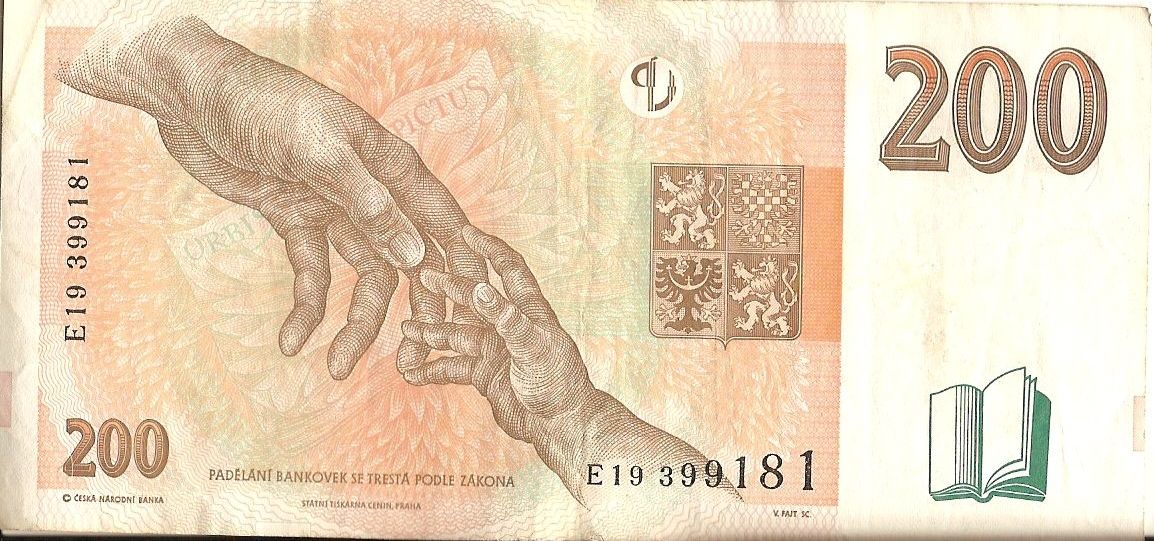 200
ORBIS
PICTUS
E19 399181
200
PADĚLÁNÍ BANKOVEK SE TRESTÁ PODLE ZÁKONA
E19 399181
© ČESKÁ NÁRODNÍ BANKA
STÁTNÍ TISKÁRNA CENIN, PRAHA
V. FAJT SC.